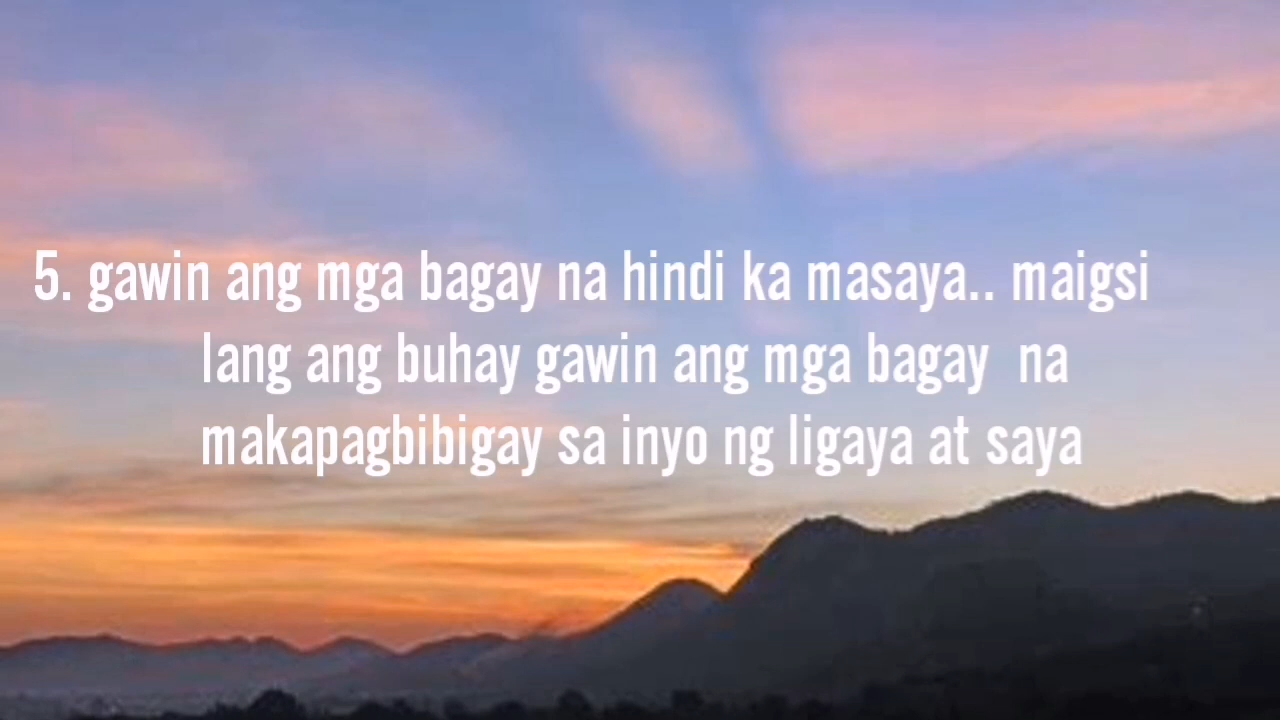 5. gawin ang mga bagay na hindi ka masaya.. maigsi
lang ang buhay gawin ang mga bagay  na
makapagbibigay sa inyo ng ligaya at saya